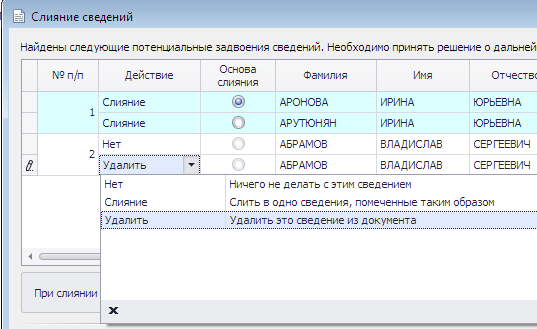 Слияние сведений
Найдены следующие потенциальные задвоения сведений. Необходимо принять решение о дальней
№ п/п Действие Основа слияния Фамилия Имя Отчество
1 Слияние АРОНОВА ИРИНА ЮРЬЕВНА
Слияние АРУТЮНЯН ИРИНА ЮРЬЕВНА
2 Нет АБРАМОВ ВЛАДИСЛАВ СЕРГЕЕВИЧ
Удалить АБРАМОВ ВЛАДИСЛАВ СЕРГЕЕВИЧ
Нет Ничего не делать с этим сведением
Слияние Слить в одно сведения, помеченные таким образом
Удалить Удалить это сведение из документа
При слиянии
x